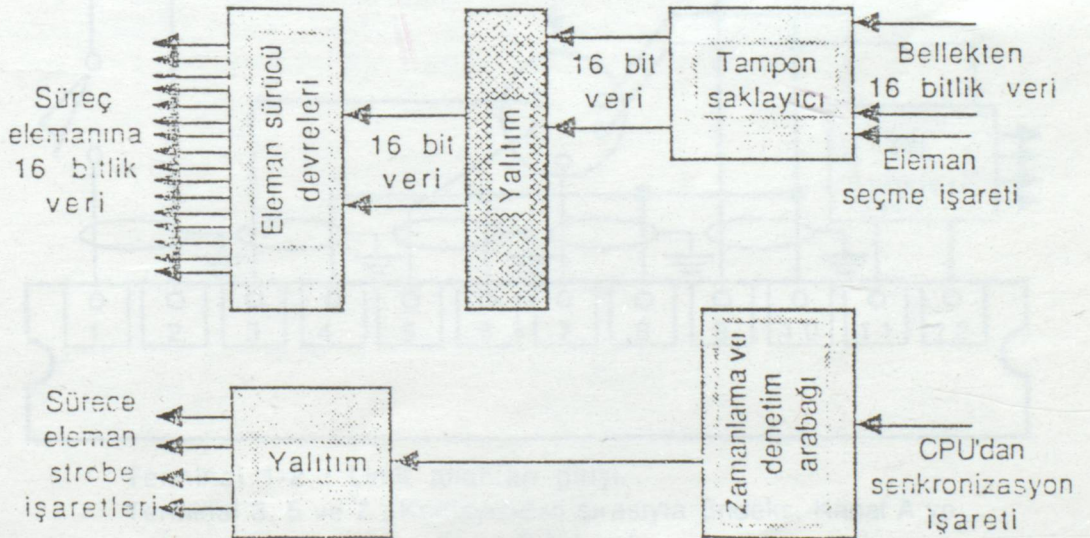 Süreç
elemanına
16 bitlik
veri
Eleman sürücü
devreleri
16 bit
veri
Yalıtım
16 bit
veri
Tampon
saklayıcı
Bellekten
16 bitlik veri
Eleman
seçme işareti
Sürece
eleman
strobe
işaretleri
Yalıtım
Zamanlama ve
denetim
arabağı
CPU'dan
senkronizasyon
işareti